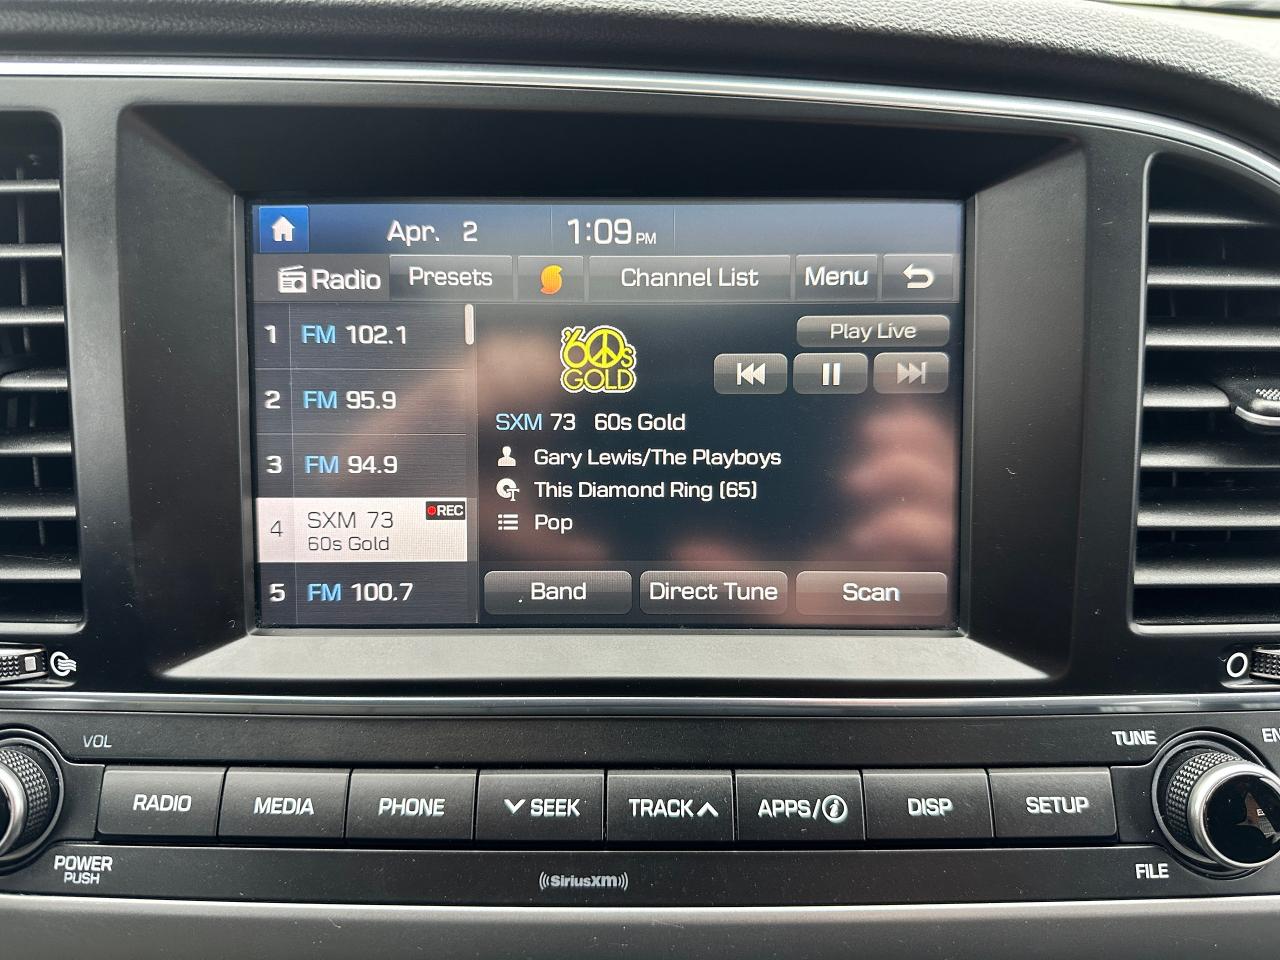 Apr. 2 1:09 PM
Radio Presets Channel List Menu
1 FM 102.1
2 FM 95.9
3 FM 94.9
4 SXM 73 REC
60s Gold
5 FM 100.7
'60s
GOLD
Play Live
SXM 73 60s Gold
Gary Lewis/The Playboys
This Diamond Ring (65)
Pop
Band Direct Tune Scan
VOL
TUNE
RADIO MEDIA PHONE SEEK TRACK APPS/i DISP SETUP
POWER
PUSH
((SiriusXM))
FILE